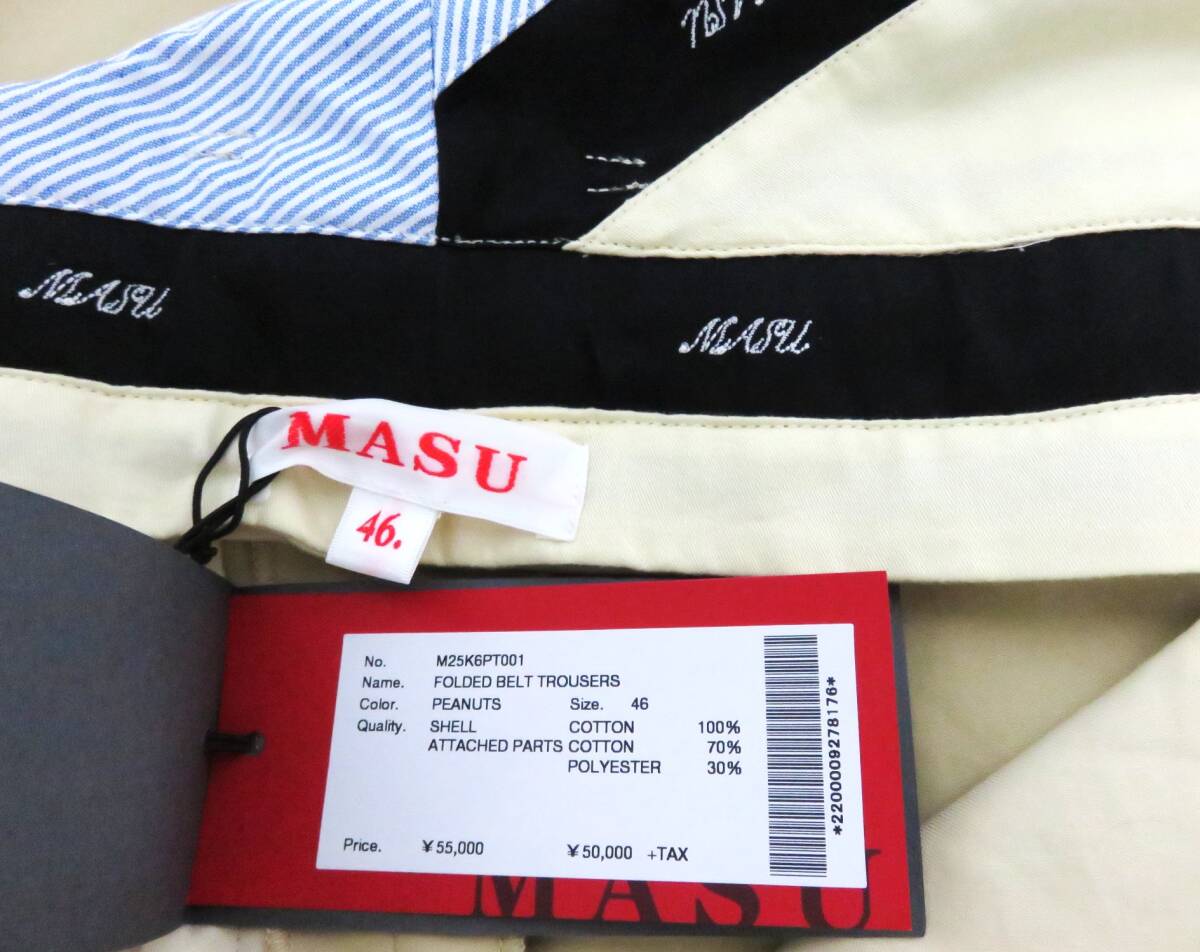 MASU
MASU
MASU
MASU
46.
No. M25K6PT001
Name. FOLDED BELT TROUSERS
Color. PEANUTS Size. 46
Quality. SHELL COTTON 100%
ATTACHED PARTS COTTON 70%
POLYESTER 30%
Price. ¥55,000 ¥50,000 +TAX
*2200009278176*
MASU